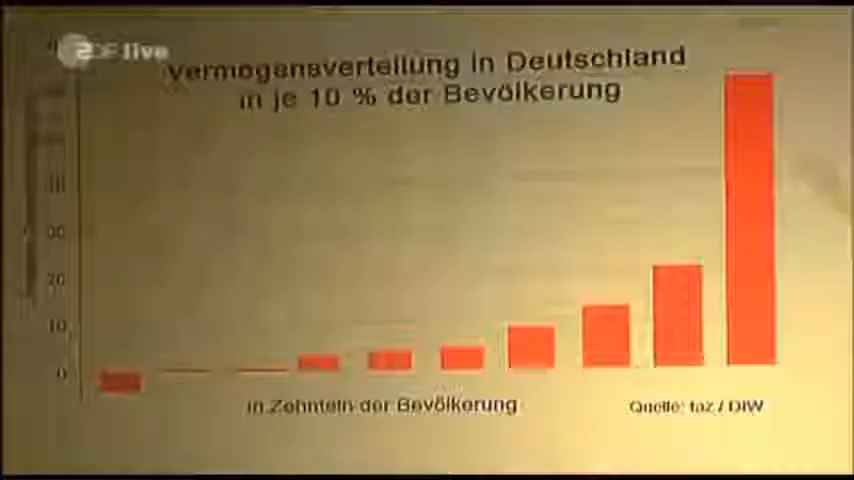 ZDF live
Vermögensverteilung in Deutschland
in je 10 % der Bevölkerung
30
20
10
0
in Zehnteln der Bevölkerung
Quelle: taz / DIW